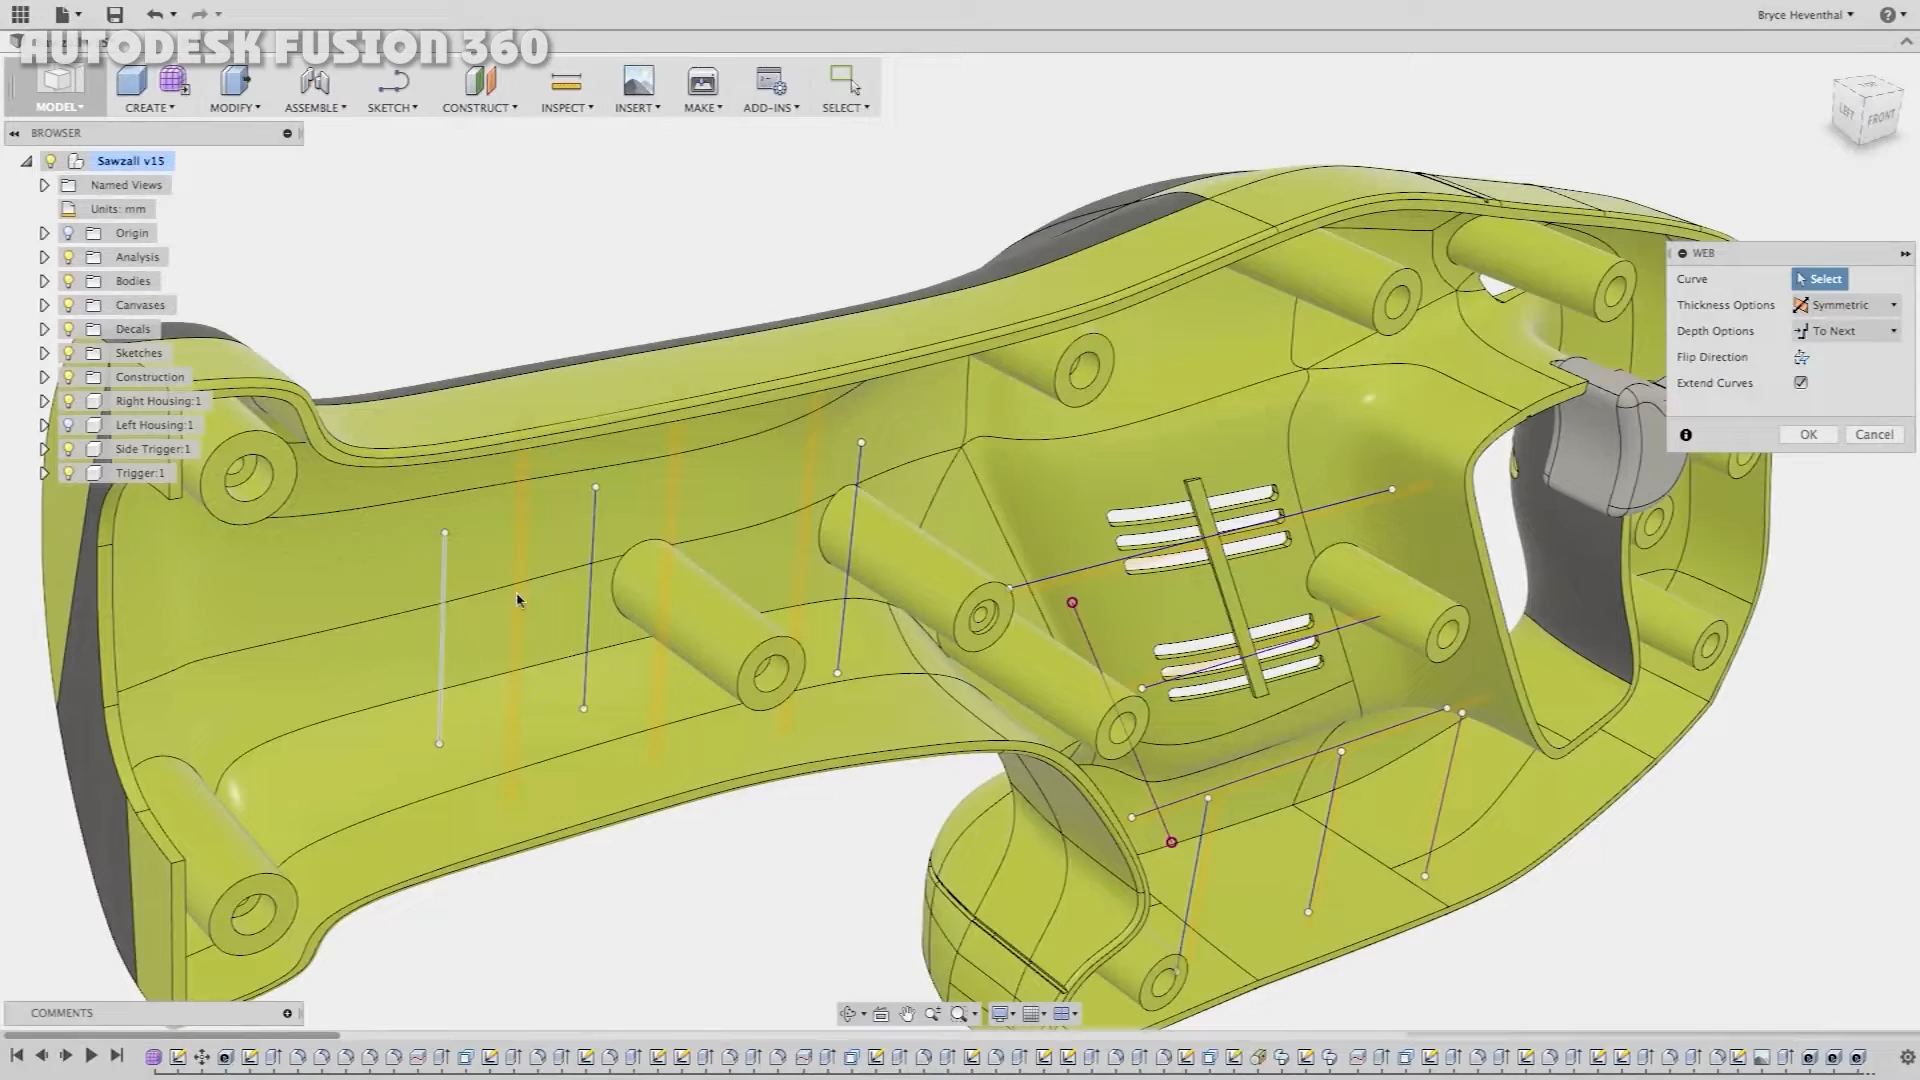 Bryce Heventhal
AUTODESK FUSION 360
MODEL
CREATE
MODIFY
ASSEMBLE
SKETCH
CONSTRUCT
INSPECT
INSERT
MAKE
ADD-INS
SELECT
LEFT
FRONT
BROWSER
Sawzall v15
Named Views
Units: mm
Origin
Analysis
Bodies
Canvases
Decals
Sketches
Construction
Right Housing:1
Left Housing:1
Side Trigger:1
Trigger:1
WEB
Curve Select
Thickness Options Symmetric
Depth Options To Next
Flip Direction
Extend Curves
OK Cancel
COMMENTS